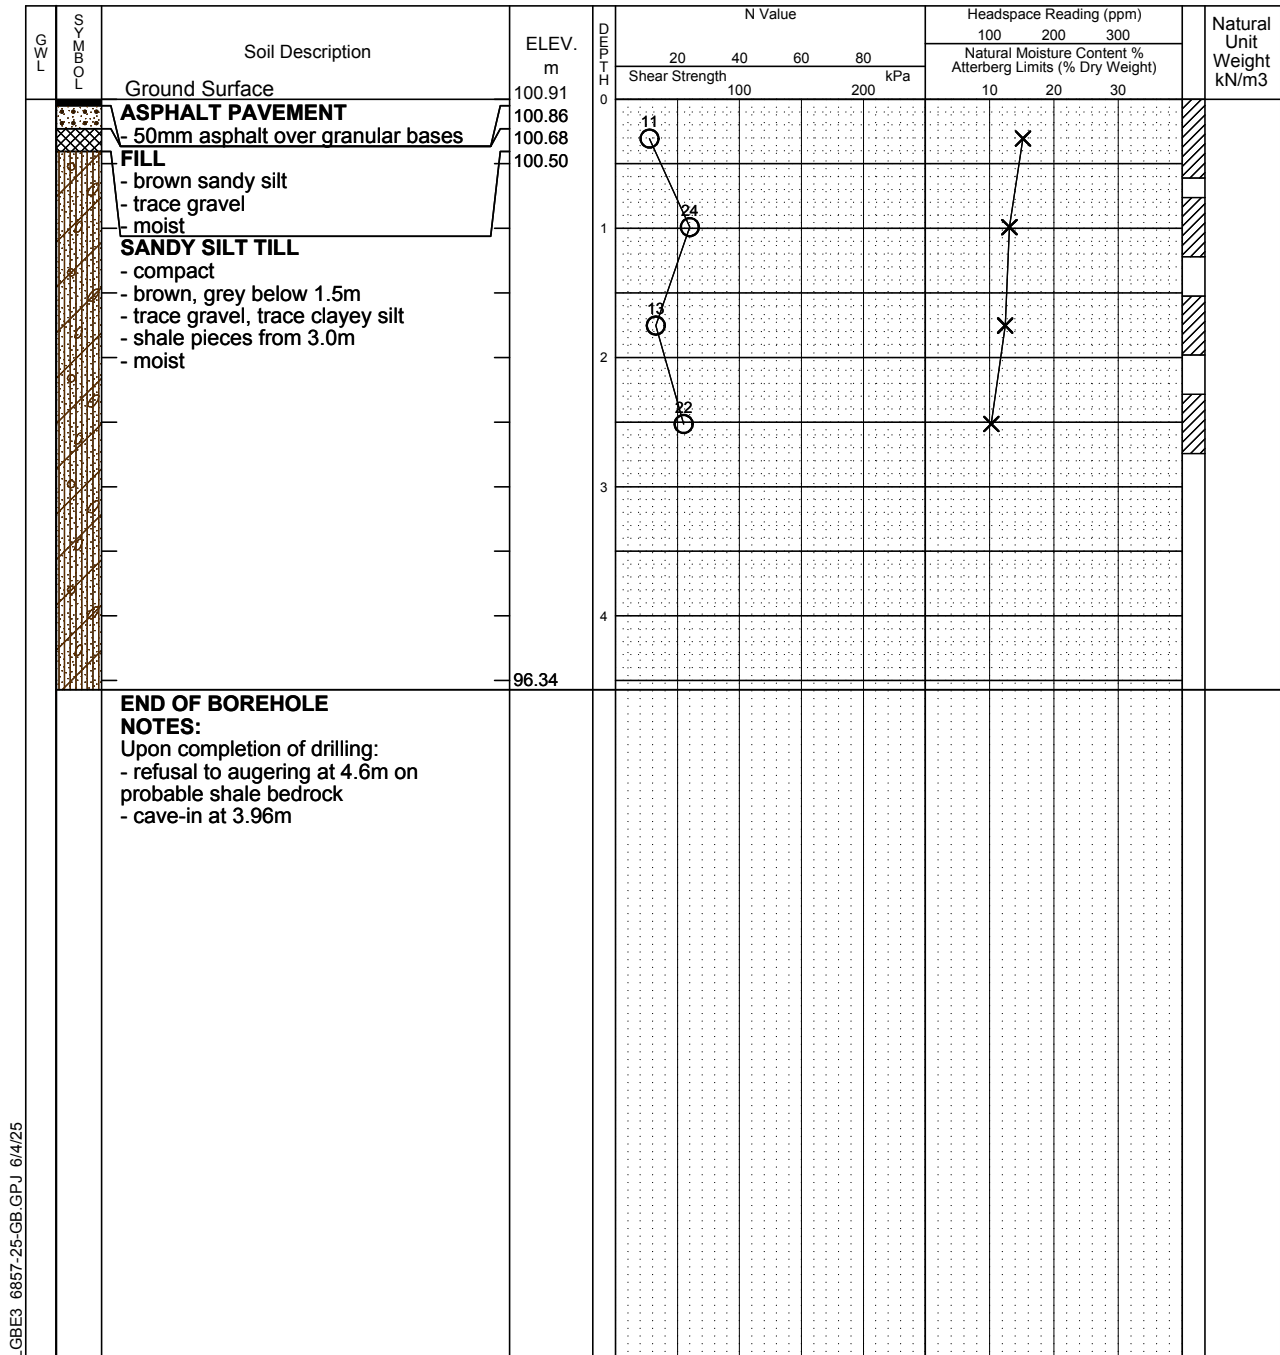 GWL
SYMBOL
Soil Description
Ground Surface
ELEV.
m
DEPTH
N Value
20 40 60 80
Shear Strength kPa
100 200
Headspace Reading (ppm)
100 200 300
Natural Moisture Content %
Atterberg Limits (% Dry Weight)
10 20 30
Natural
Unit
Weight
kN/m3
100.91
ASPHALT PAVEMENT
100.86
- 50mm asphalt over granular bases
100.68
FILL
100.50
- brown sandy silt
- trace gravel
- moist
SANDY SILT TILL
- compact
- brown, grey below 1.5m
- trace gravel, trace clayey silt
- shale pieces from 3.0m
- moist
96.34
0
1
2
3
4
11
24
13
22
END OF BOREHOLE
NOTES:
Upon completion of drilling:
- refusal to augering at 4.6m on
probable shale bedrock
- cave-in at 3.96m
GBE3 6857-25-GB.GPJ 6/4/25